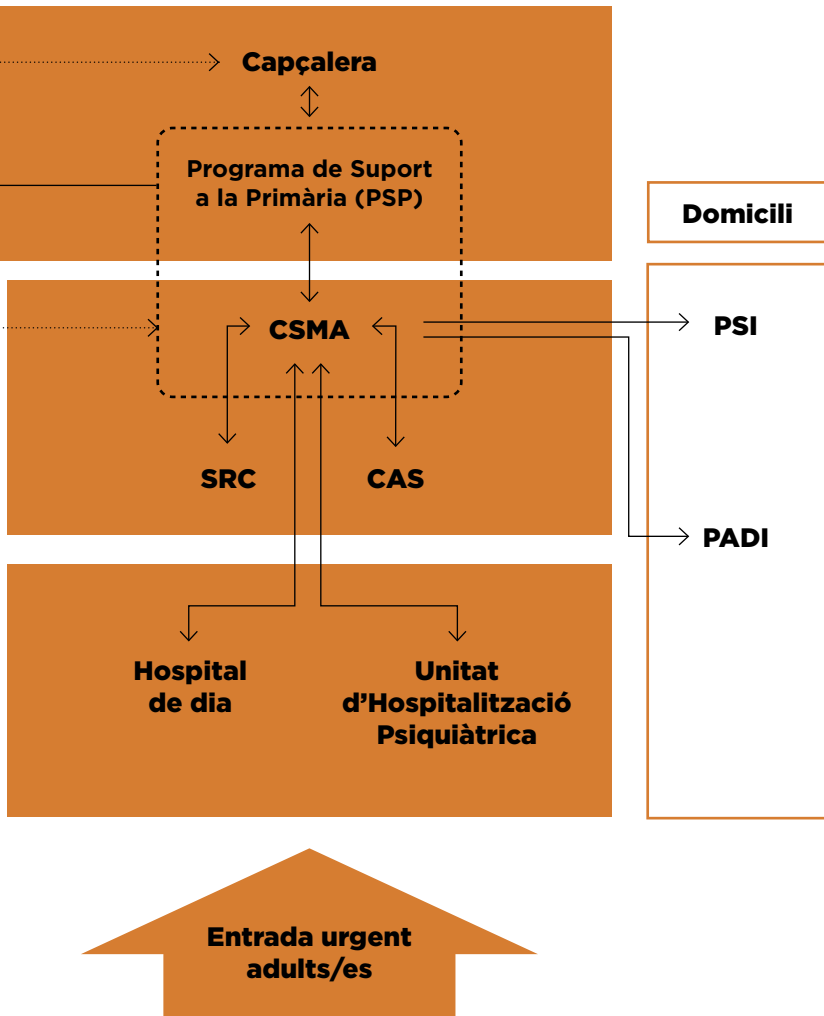 Capçalera
Programa de Suport
a la Primària (PSP)
Domicili
CSMA
PSI
SRC
CAS
PADI
Hospital
de dia
Unitat
d'Hospitalització
Psiquiàtrica
Entrada urgent
adults/es